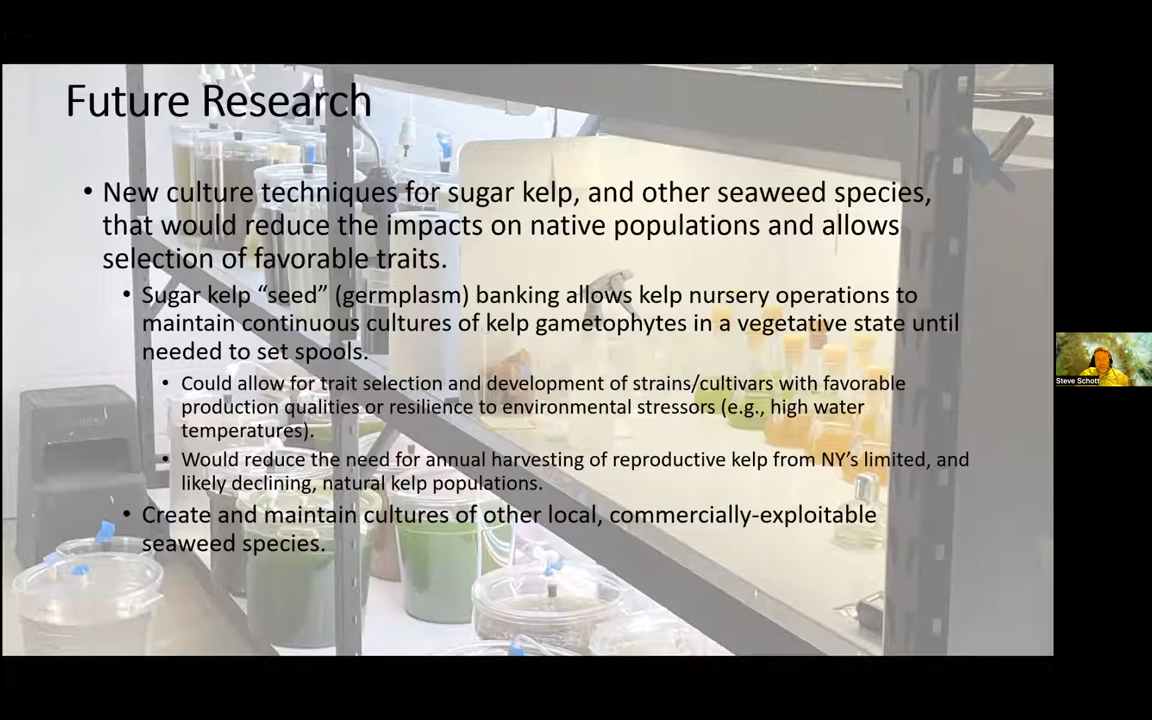 Future Research
• New culture techniques for sugar kelp, and other seaweed species,
that would reduce the impacts on native populations and allows
selection of favorable traits.
• Sugar kelp “seed” (germplasm) banking allows kelp nursery operations to
maintain continuous cultures of kelp gametophytes in a vegetative state until
needed to set spools.
• Could allow for trait selection and development of strains/cultivars with favorable
production qualities or resilience to environmental stressors (e.g., high water
temperatures).
• Would reduce the need for annual harvesting of reproductive kelp from NY’s limited, and
likely declining, natural kelp populations.
• Create and maintain cultures of other local, commercially-exploitable
seaweed species.
Steve Schott